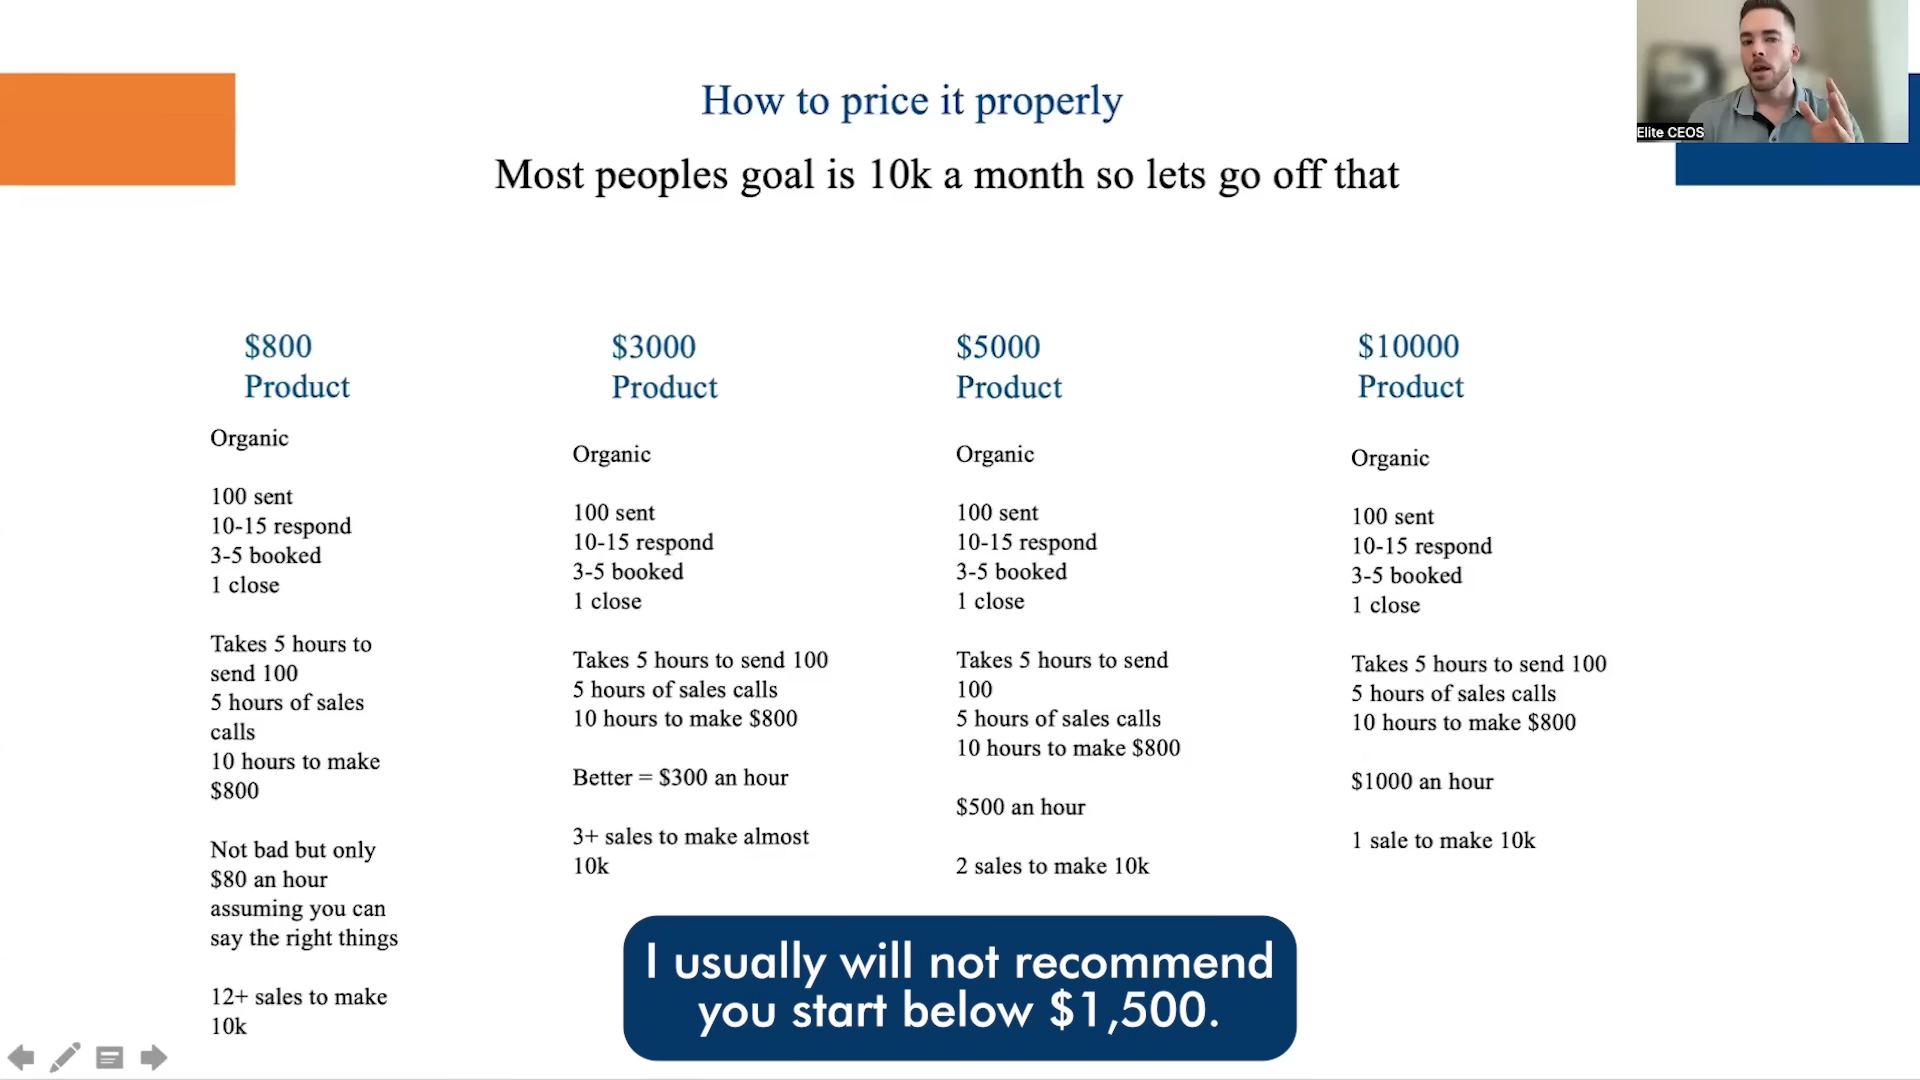 How to price it properly
Most peoples goal is 10k a month so lets go off that
Elite CEOS
$800
Product
Organic
100 sent
10-15 respond
3-5 booked
1 close
Takes 5 hours to
send 100
5 hours of sales
calls
10 hours to make
$800
Not bad but only
$80 an hour
assuming you can
say the right things
12+ sales to make
10k
$3000
Product
Organic
100 sent
10-15 respond
3-5 booked
1 close
Takes 5 hours to send 100
5 hours of sales calls
10 hours to make $800
Better = $300 an hour
3+ sales to make almost
10k
$5000
Product
Organic
100 sent
10-15 respond
3-5 booked
1 close
Takes 5 hours to send
100
5 hours of sales calls
10 hours to make $800
$500 an hour
2 sales to make 10k
$10000
Product
Organic
100 sent
10-15 respond
3-5 booked
1 close
Takes 5 hours to send 100
5 hours of sales calls
10 hours to make $800
$1000 an hour
1 sale to make 10k
I usually will not recommend
you start below $1,500.